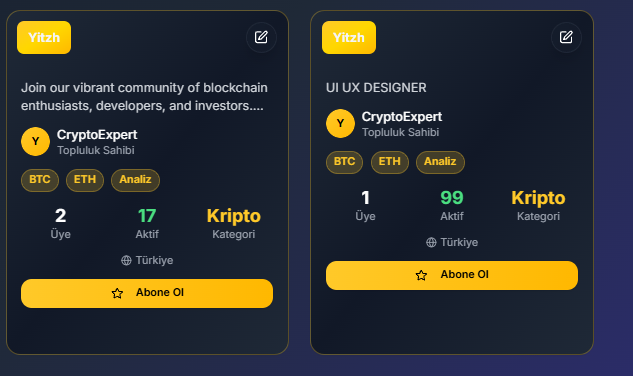 Yitzh
Join our vibrant community of blockchain
enthusiasts, developers, and investors....
Y
CryptoExpert
Topluluk Sahibi
BTC
ETH
Analiz
2
17
Kripto
Üye
Aktif
Kategori
Türkiye
Abone Ol
Yitzh
UI UX DESIGNER
Y
CryptoExpert
Topluluk Sahibi
BTC
ETH
Analiz
1
99
Kripto
Üye
Aktif
Kategori
Türkiye
Abone Ol